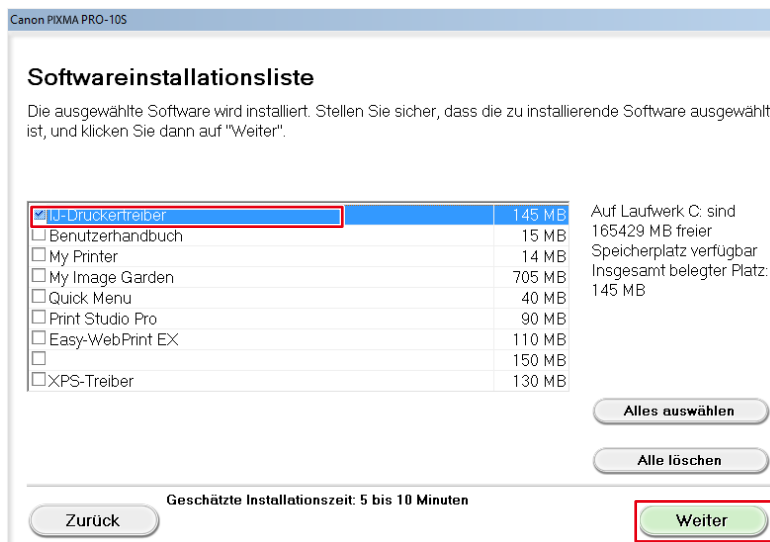 Canon PIXMA PRO-10S
Softwareinstallationsliste
Die ausgewählte Software wird installiert. Stellen Sie sicher, dass die zu installierende Software ausgewählt
ist, und klicken Sie dann auf "Weiter".
IJ-Druckertreiber 145 MB
Benutzerhandbuch 15 MB
My Printer 14 MB
My Image Garden 705 MB
Quick Menu 40 MB
Print Studio Pro 90 MB
Easy-WebPrint EX 110 MB
150 MB
XPS-Treiber 130 MB
Auf Laufwerk C: sind
165429 MB freier
Speicherplatz verfügbar
Insgesamt belegter Platz:
145 MB
Alles auswählen
Alle löschen
Geschätzte Installationszeit: 5 bis 10 Minuten
Zurück
Weiter